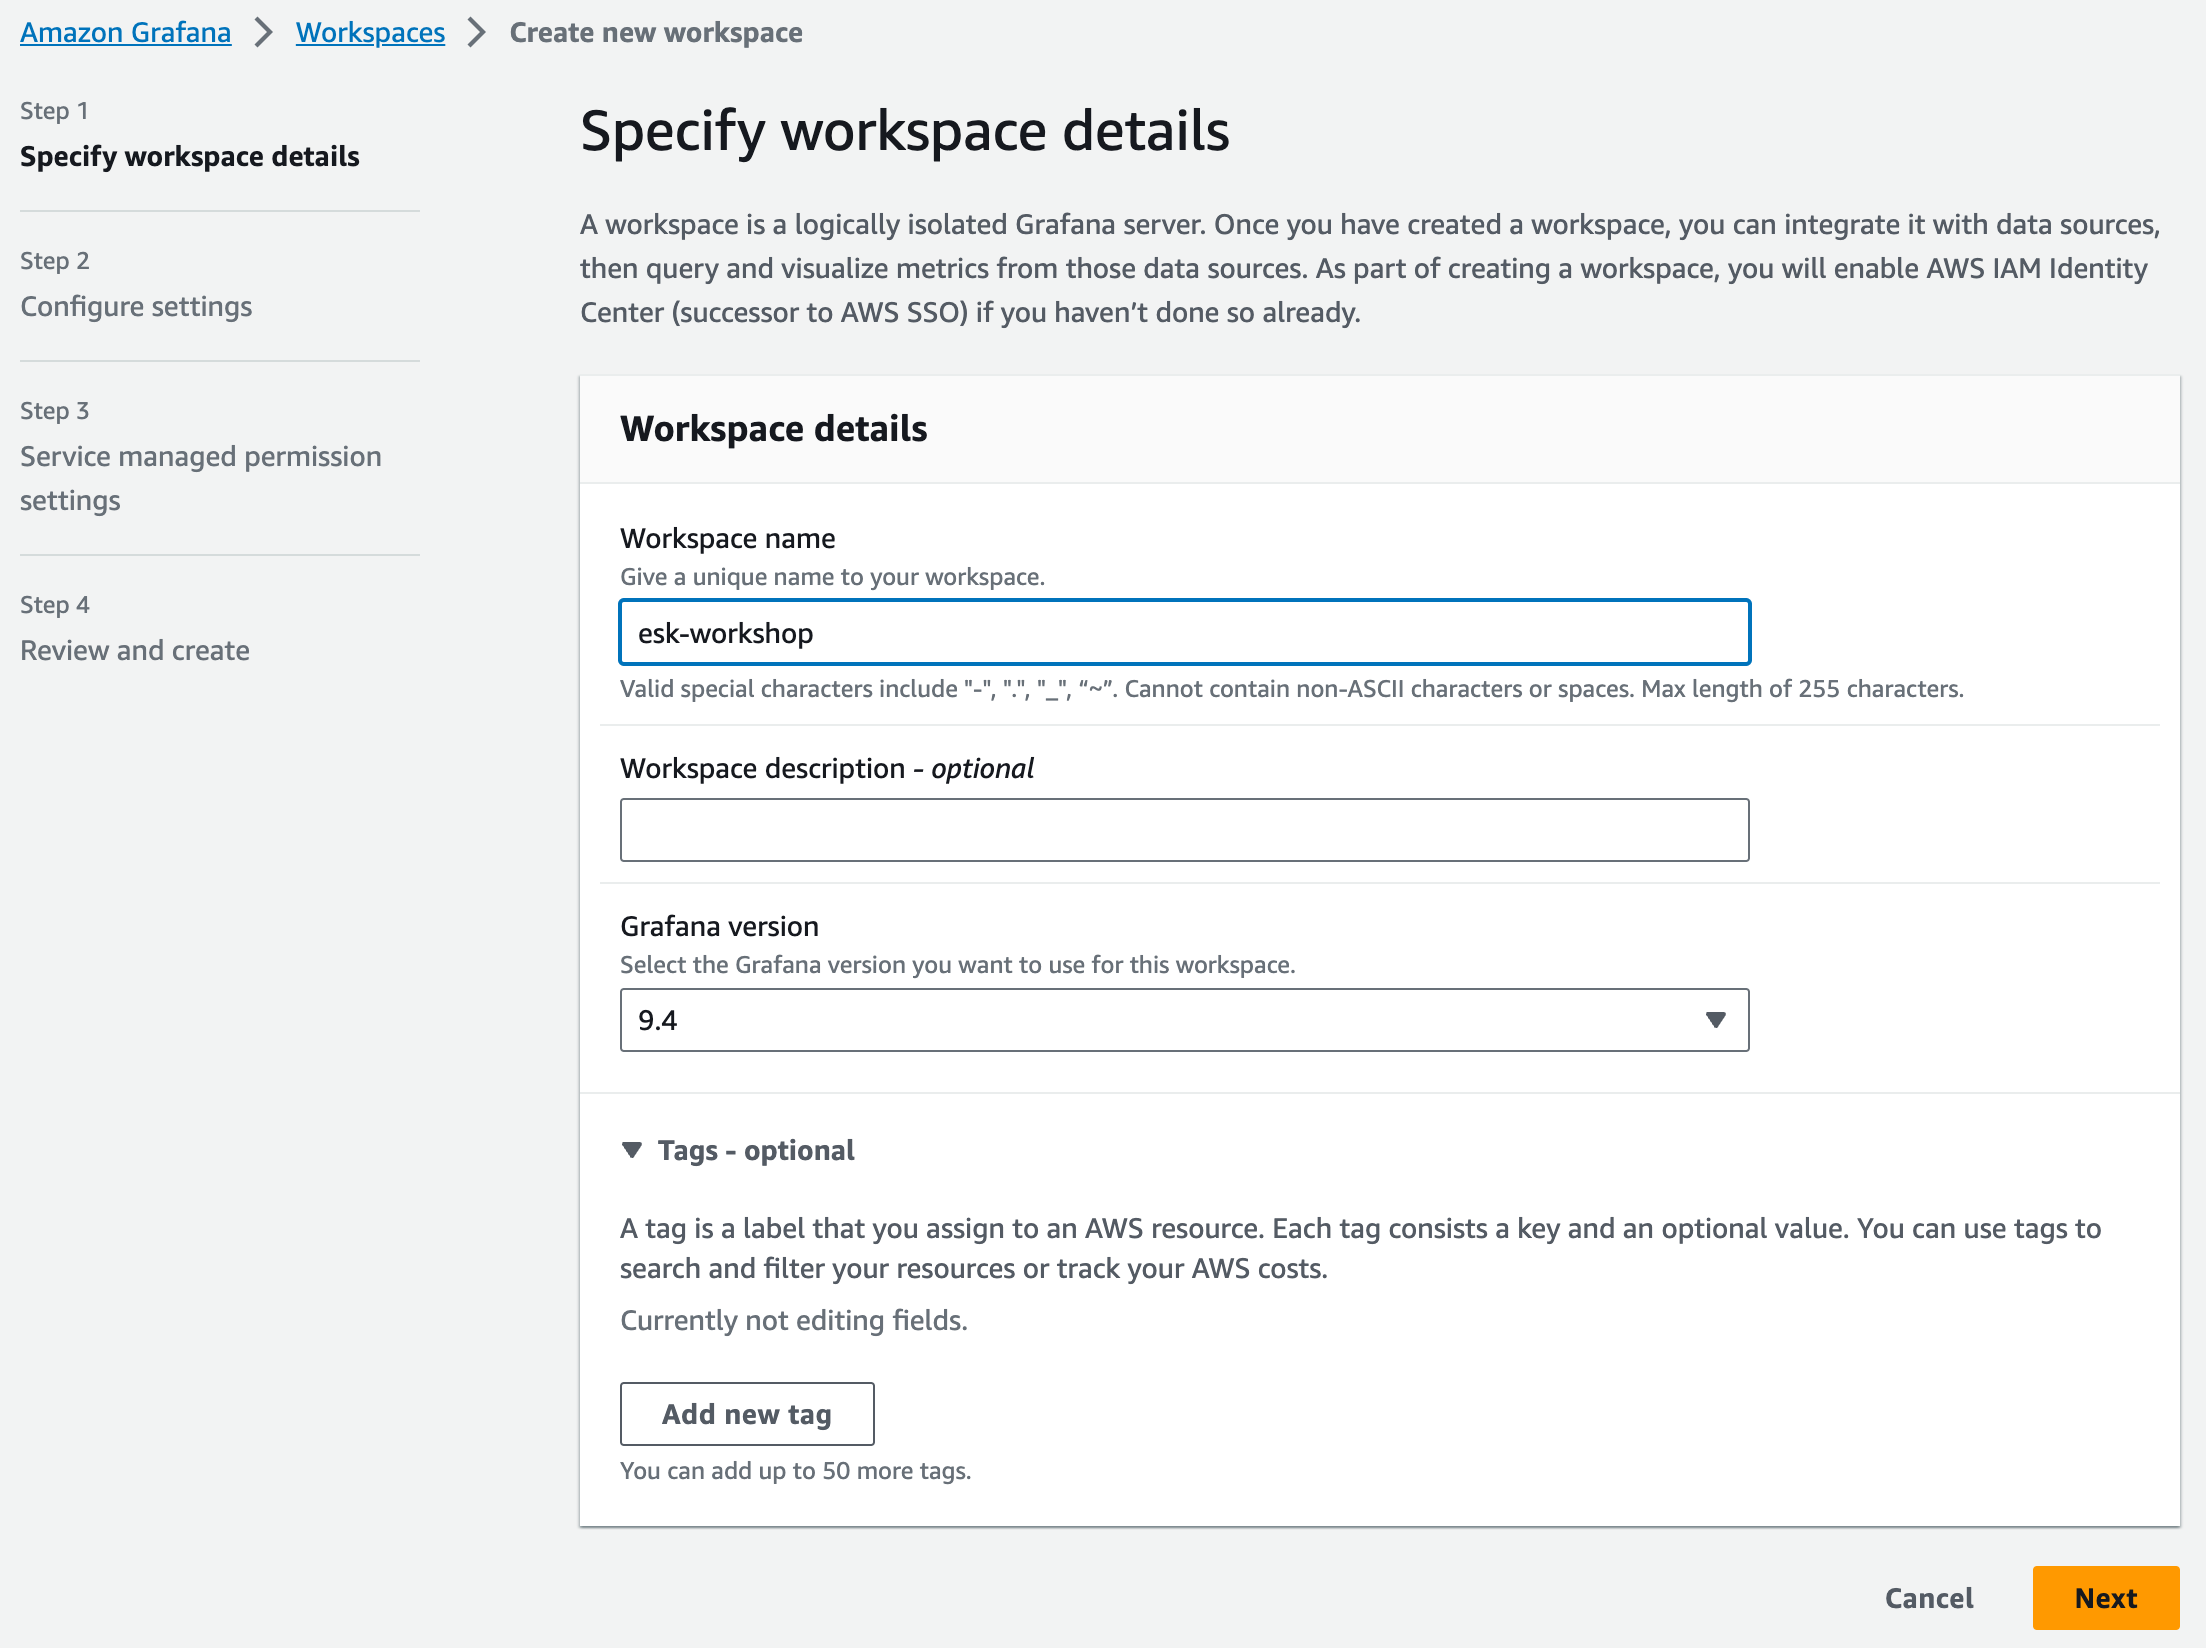 Amazon Grafana > Workspaces > Create new workspace
Step 1
Specify workspace details
Step 2
Configure settings
Step 3
Service managed permission
settings
Step 4
Review and create
Specify workspace details
A workspace is a logically isolated Grafana server. Once you have created a workspace, you can integrate it with data sources,
then query and visualize metrics from those data sources. As part of creating a workspace, you will enable AWS IAM Identity
Center (successor to AWS SSO) if you haven’t done so already.
Workspace details
Workspace name
Give a unique name to your workspace.
esk-workshop
Valid special characters include "-", ".", "_", “~”. Cannot contain non-ASCII characters or spaces. Max length of 255 characters.
Workspace description - optional
Grafana version
Select the Grafana version you want to use for this workspace.
9.4
Tags - optional
A tag is a label that you assign to an AWS resource. Each tag consists a key and an optional value. You can use tags to
search and filter your resources or track your AWS costs.
Currently not editing fields.
Add new tag
You can add up to 50 more tags.
Cancel
Next